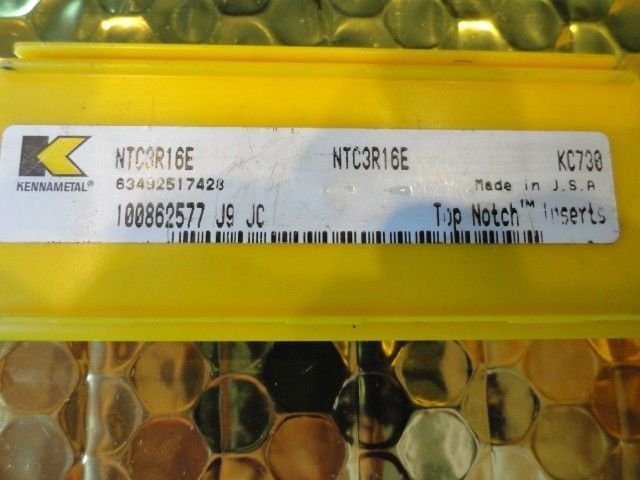 NTC3R16E NTC3R16E KC730
63492517428 Made in U.S.A.
KENNAMETAL®
100862577 J9 JC Top Notch™ Inserts